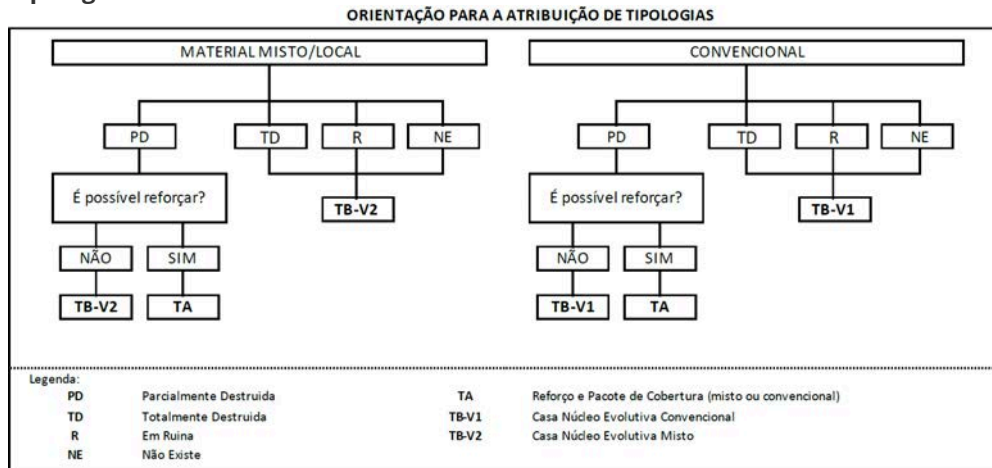 ORIENTAÇÃO PARA A ATRIBUIÇÃO DE TIPOLOGIAS
MATERIAL MISTO/LOCAL CONVENCIONAL
PD TD R NE PD TD R NE
É possível reforçar? TB-V2 É possível reforçar? TB-V1
NÃO SIM NÃO SIM
TB-V2 TA TB-V1 TA
Legenda:
PD Parcialmente Destruida TA Reforço e Pacote de Cobertura (misto ou convencional)
TD Totalmente Destruida TB-V1 Casa Núcleo Evolutiva Convencional
R Em Ruina TB-V2 Casa Núcleo Evolutiva Misto
NE Não Existe